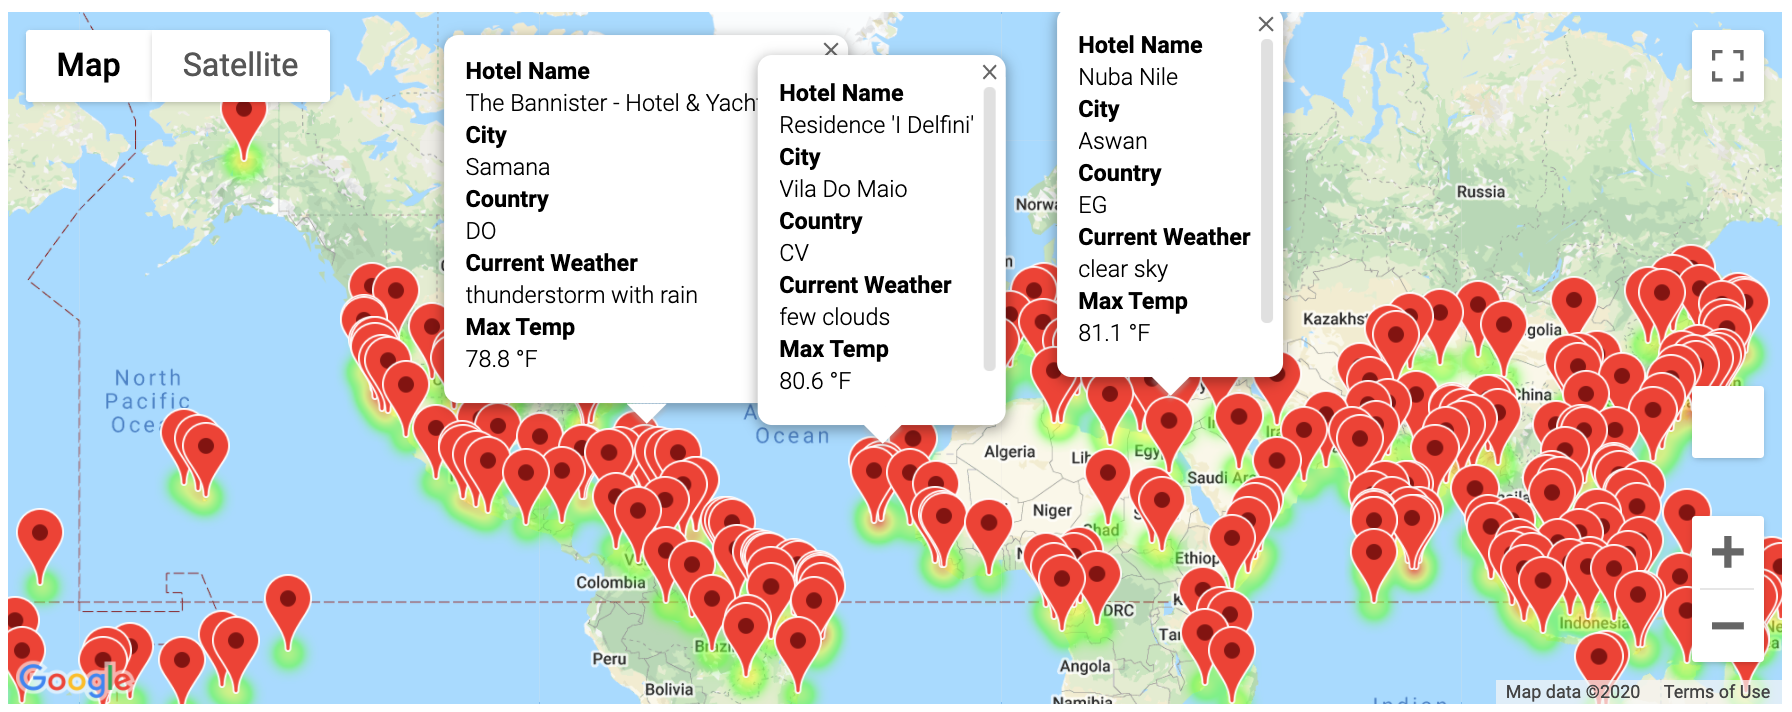 Map
Satellite
Hotel Name
The Bannister - Hotel & Yach
City
Samana
Country
DO
Current Weather
thunderstorm with rain
Max Temp
78.8 °F
Hotel Name
Residence 'I Delfini'
City
Vila Do Maio
Country
CV
Current Weather
few clouds
Max Temp
80.6 °F
Hotel Name
Nuba Nile
City
Aswan
Country
EG
Current Weather
clear sky
Max Temp
81.1 °F
Russia
Norwa
Kazakhs
golia
China
North
Pacific
Oce
Ocean
Algeria
Lib
Egy
Saudi Ara
Niger
Chad
Ethiop
Colombia
DRC
Tan
Indonesia
Peru
Brazil
Angola
Bolivia
Namibia
Indian
Google
Map data ©2020
Terms of Use